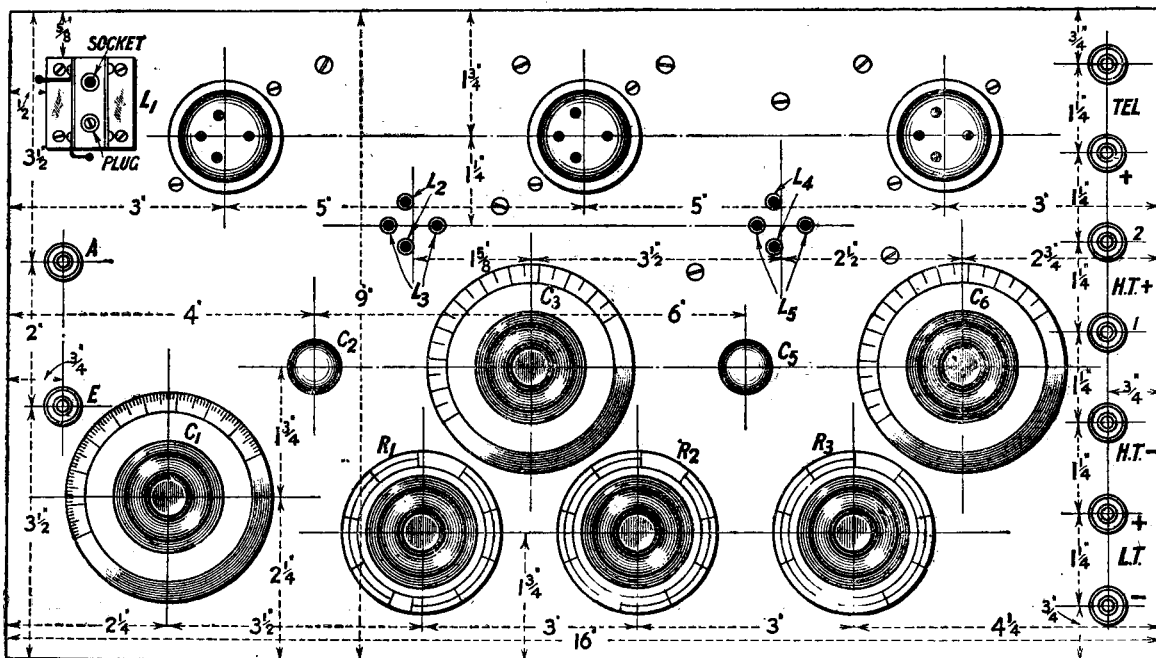 5/8"
SOCKET
1 3/4"
3/4"
L1
1/2"
3 1/2"
PLUG
TEL
1 1/4"
1 1/4"
+
1 1/4"
L2
L4
3" 5" 5" 3"
A
2
1 5/8" 3 1/2" 2 1/2" 2 3/4"
L3
L5
1 1/4"
H.T.+
C3
C6
4" 9" 6"
2"
C2
C5
1
3/4"
E
3/4"
1 1/4"
1 3/4"
C1
R1
R2
R3
H.T.-
1 1/4"
3 1/2"
+
2 1/4"
1 3/4"
1 1/4"
L.T.
3/4"
-
2 1/4" 3 1/2" 3" 3" 4 1/4"
16"